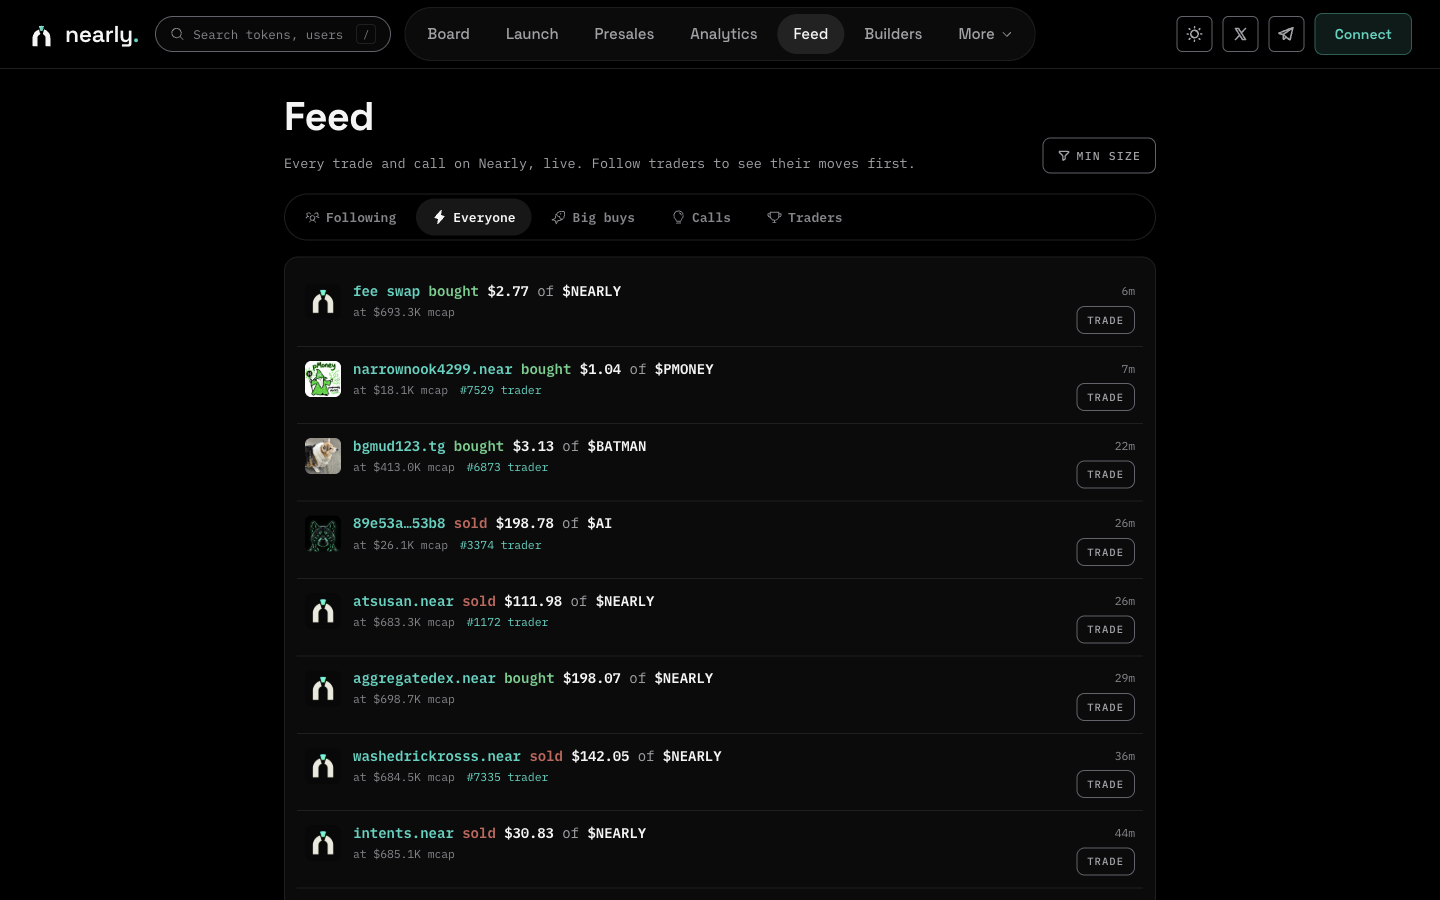 nearly.
Search tokens, users /
Board Launch Presales Analytics Feed Builders More
Connect
Feed
Every trade and call on Nearly, live. Follow traders to see their moves first.
MIN SIZE
Following Everyone Big buys Calls Traders
fee swap bought $2.77 of $NEARLY 6m
at $693.3K mcap
TRADE
narrownook4299.near bought $1.04 of $PMONEY 7m
at $18.1K mcap #7529 trader
TRADE
bgmud123.tg bought $3.13 of $BATMAN 22m
at $413.0K mcap #6873 trader
TRADE
89e53a…53b8 sold $198.78 of $AI 26m
at $26.1K mcap #3374 trader
TRADE
atsusan.near sold $111.98 of $NEARLY 26m
at $683.3K mcap #1172 trader
TRADE
aggregatedex.near bought $198.07 of $NEARLY 29m
at $698.7K mcap
TRADE
washedrickrosss.near sold $142.05 of $NEARLY 36m
at $684.5K mcap #7335 trader
TRADE
intents.near sold $30.83 of $NEARLY 44m
at $685.1K mcap
TRADE